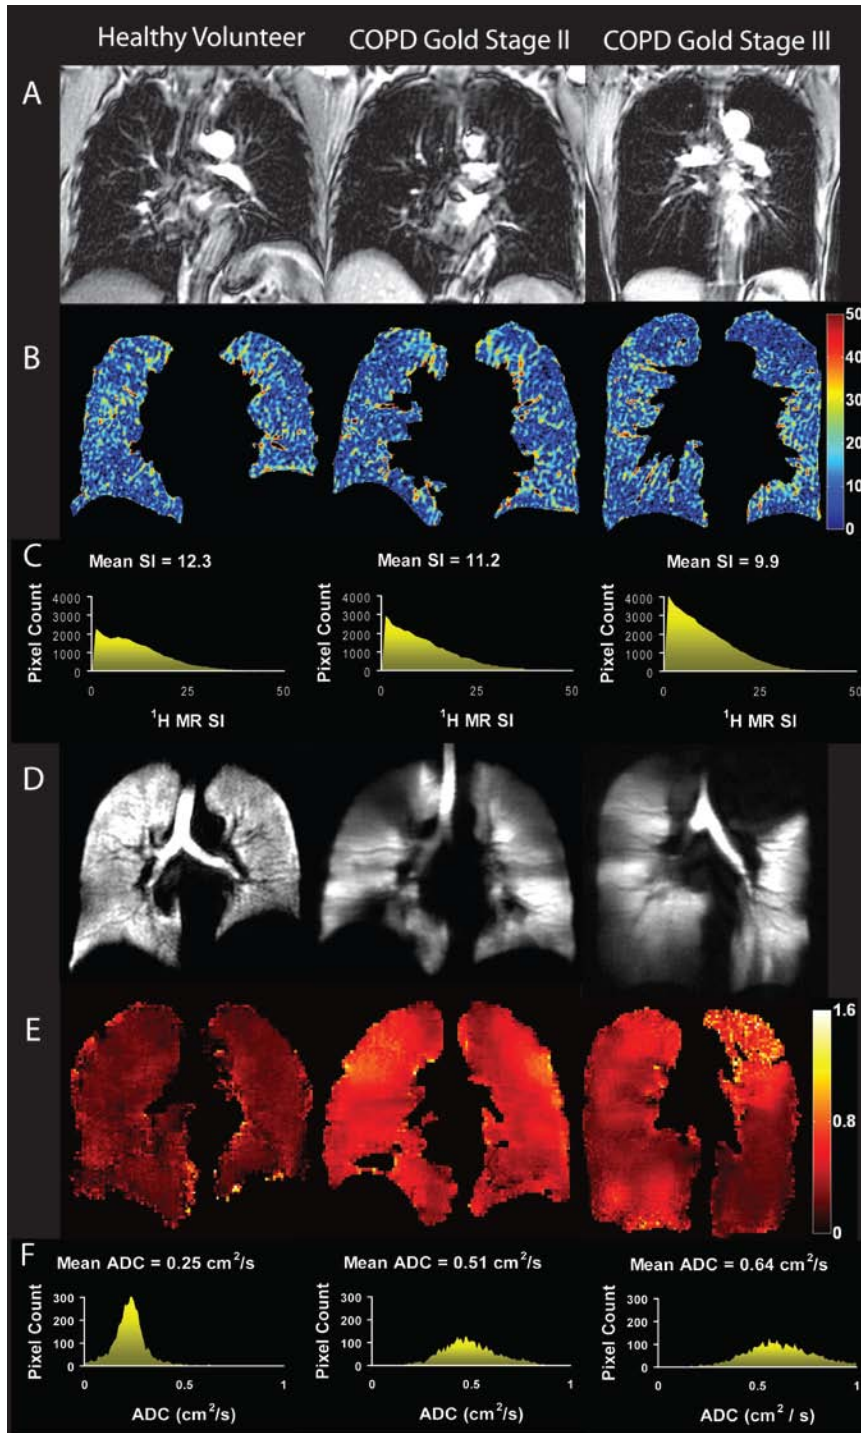 Healthy Volunteer COPD Gold Stage II COPD Gold Stage III
A
B
50
40
30
20
10
0
C
Mean SI = 12.3 Mean SI = 11.2 Mean SI = 9.9
Pixel Count Pixel Count Pixel Count
4000 4000 4000
3000 3000 3000
2000 2000 2000
1000 1000 1000
0 0 0
0 25 50 0 25 50 0 25 50
¹H MR SI ¹H MR SI ¹H MR SI
D
E
1.6
0.8
0
F
Mean ADC = 0.25 cm²/s Mean ADC = 0.51 cm²/s Mean ADC = 0.64 cm²/s
Pixel Count Pixel Count Pixel Count
300 300 300
200 200 200
100 100 100
0 0 0
0 0.5 1 0 0.5 1 0 0.5 1
ADC (cm²/s) ADC (cm²/s) ADC (cm² / s)